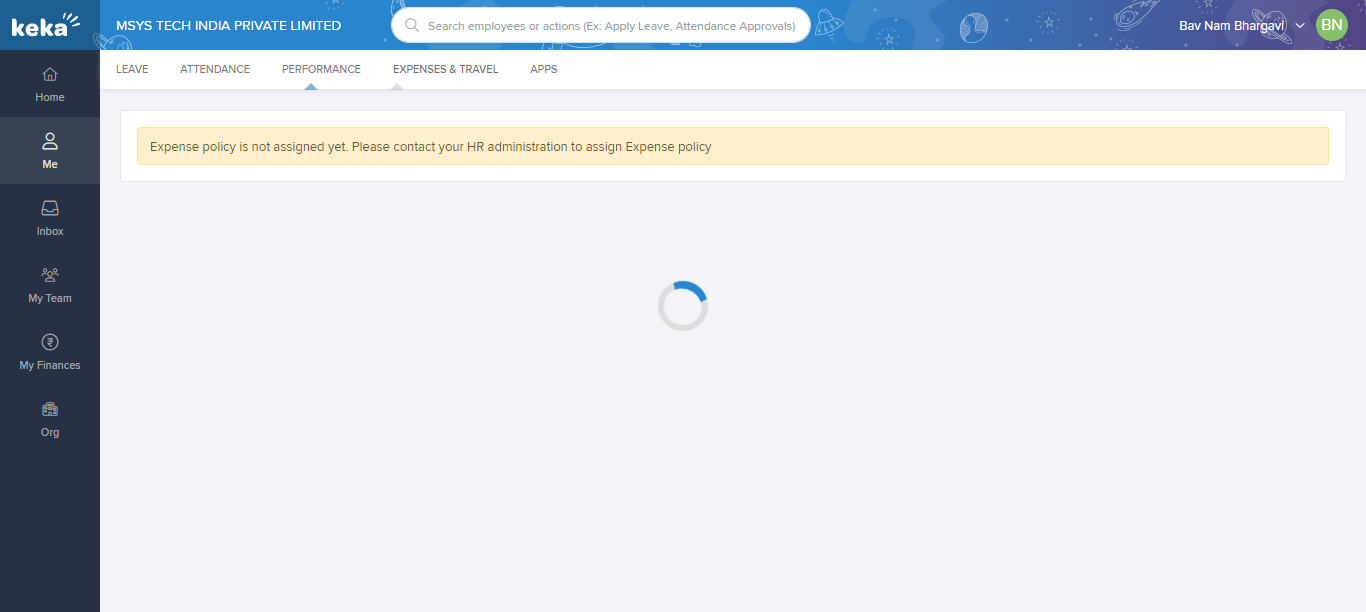 keka
MSYS TECH INDIA PRIVATE LIMITED
Search employees or actions (Ex: Apply Leave, Attendance Approvals)
Bav Nam Bhargavi
BN
LEAVE
ATTENDANCE
PERFORMANCE
EXPENSES & TRAVEL
APPS
Home
Me
Inbox
My Team
My Finances
Org
Expense policy is not assigned yet. Please contact your HR administration to assign Expense policy